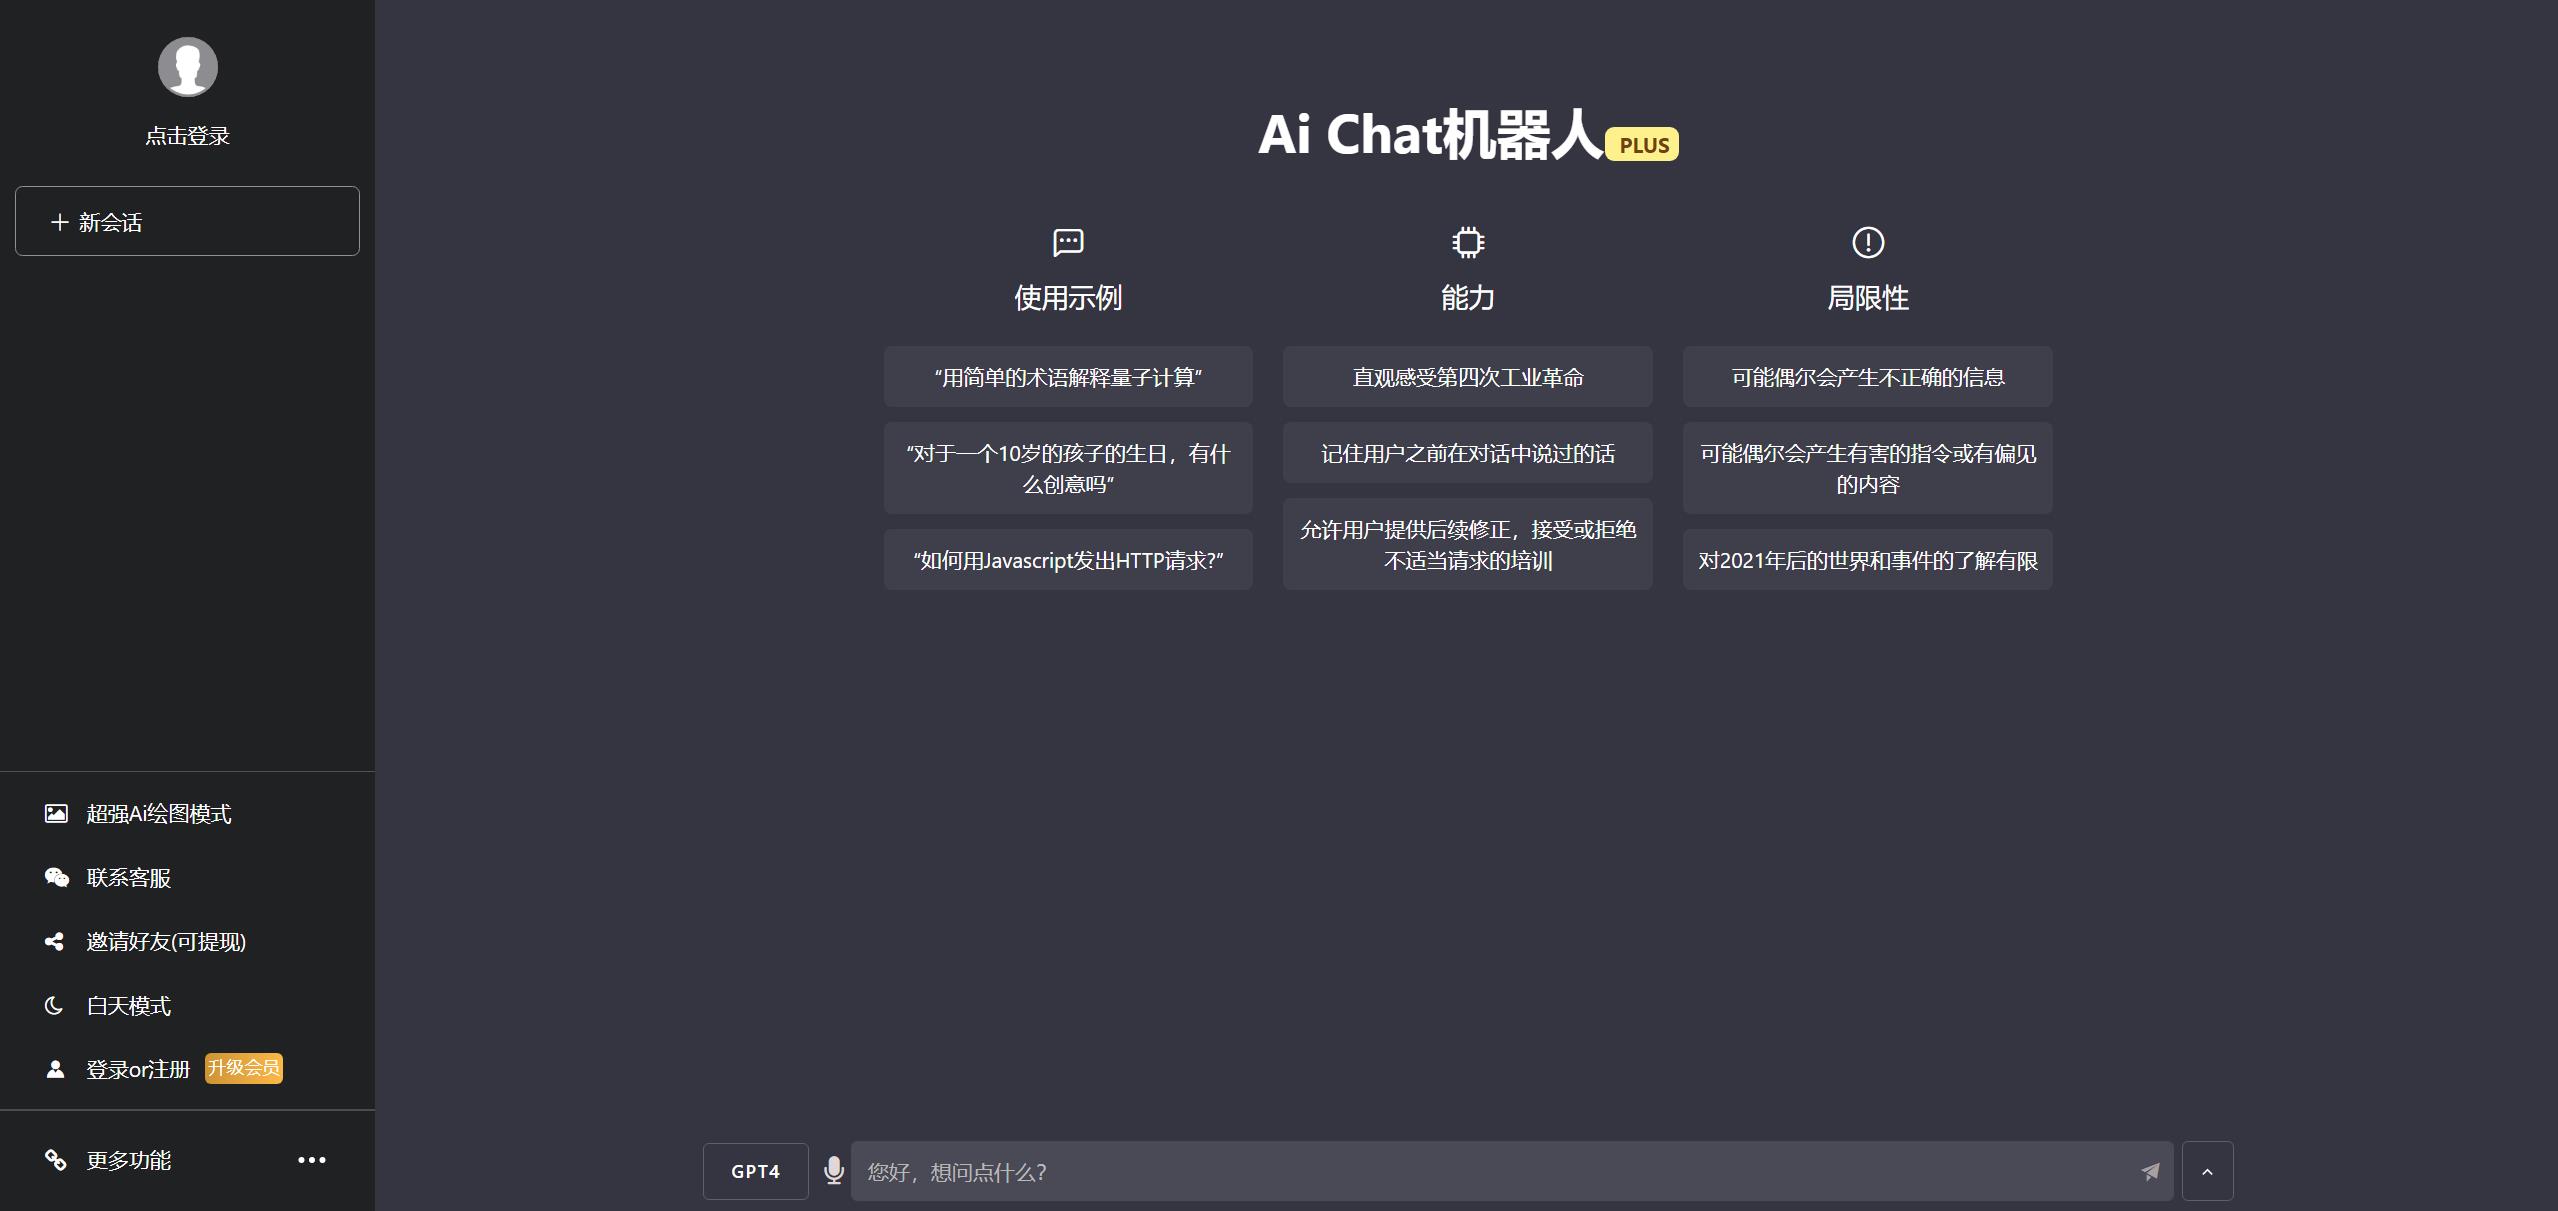 点击登录
新会话
超强Ai绘图模式
联系客服
邀请好友(可提现)
白天模式
登录or注册 升级会员
更多功能
Ai Chat机器人 PLUS
使用示例
“用简单的术语解释量子计算”
“对于一个10岁的孩子的生日，有什
么创意吗”
“如何用Javascript发出HTTP请求?”
能力
直观感受第四次工业革命
记住用户之前在对话中说过的话
允许用户提供后续修正，接受或拒绝
不适当请求的培训
局限性
可能偶尔会产生不正确的信息
可能偶尔会产生有害的指令或有偏见
的内容
对2021年后的世界和事件的了解有限
GPT4
您好，想问点什么?